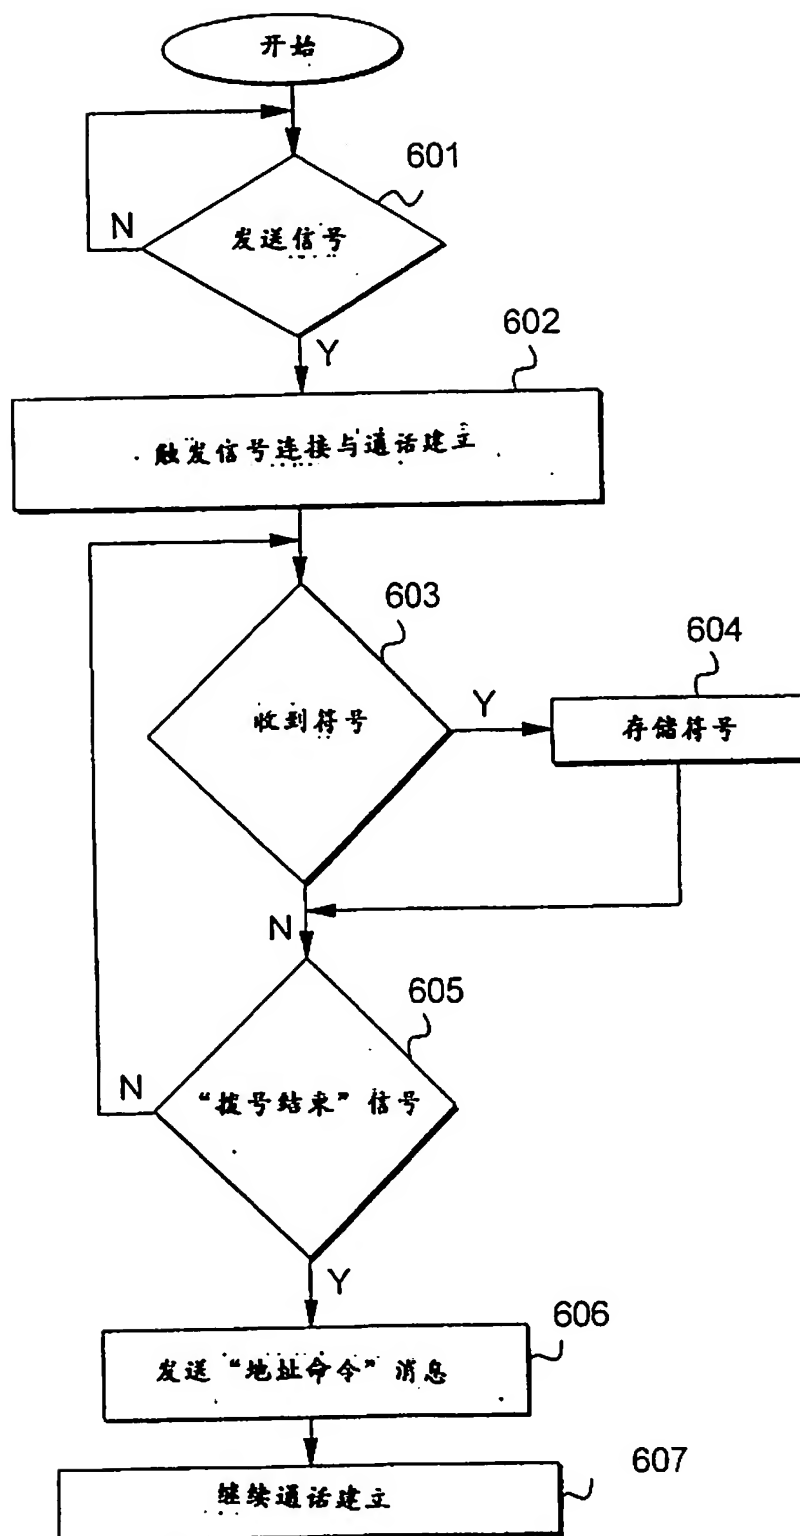 开始
601
发送信号
N
Y
602
触发信号连接与通话建立
603
收到符号
Y
604
存储符号
N
605
“拨号结束”信号
N
Y
606
发送“地址命令”消息
607
继续通话建立